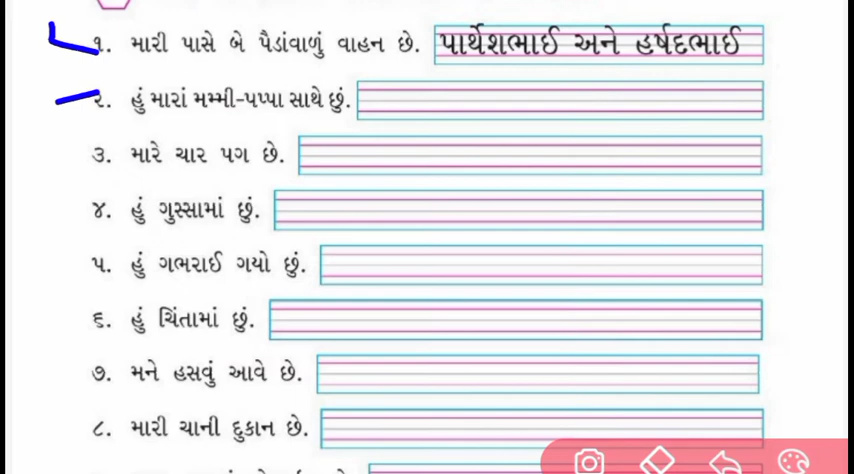 ૧. મારી પાસે બે પૈડાંવાળું વાહન છે. પાર્થેશભાઈ અને હર્ષદભાઈ
૨. હું મારાં મમ્મી-પપ્પા સાથે છું.
૩. મારે ચાર પગ છે.
૪. હું ગુસ્સામાં છું.
૫. હું ગભરાઈ ગયો છું.
૬. હું ચિંતામાં છું.
૭. મને હસવું આવે છે.
૮. મારી ચાની દુકાન છે.